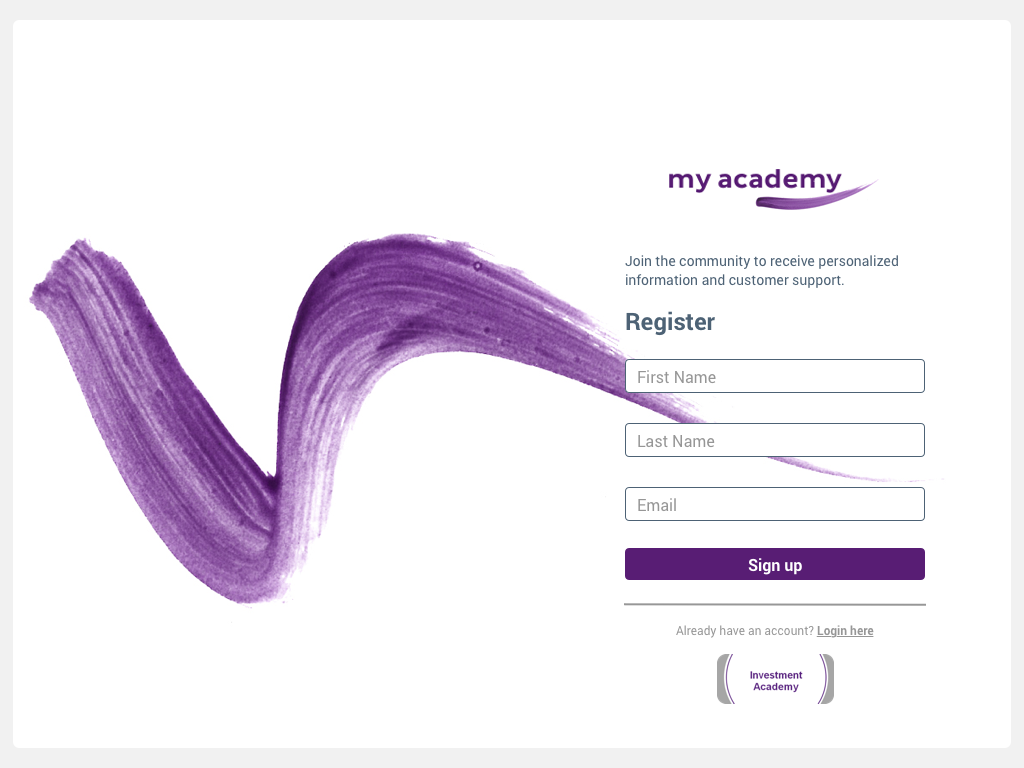 my academy
Join the community to receive personalized
information and customer support.
Register
First Name
Last Name
Email
Sign up
Already have an account? Login here
Investment
Academy